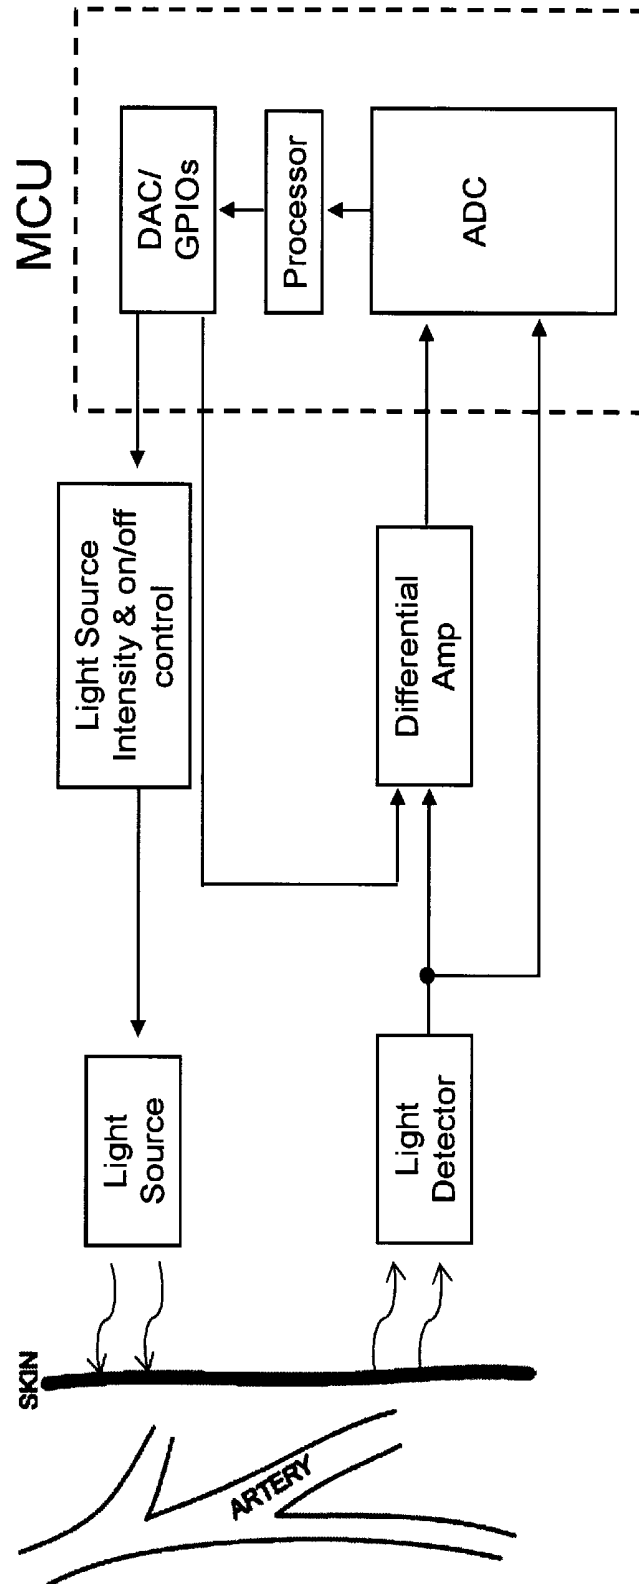 MCU
DAC/
GPIOs
Processor
ADC
Light Source
Intensity & on/off
control
Differential
Amp
Light
Source
Light
Detector
SKIN
ARTERY